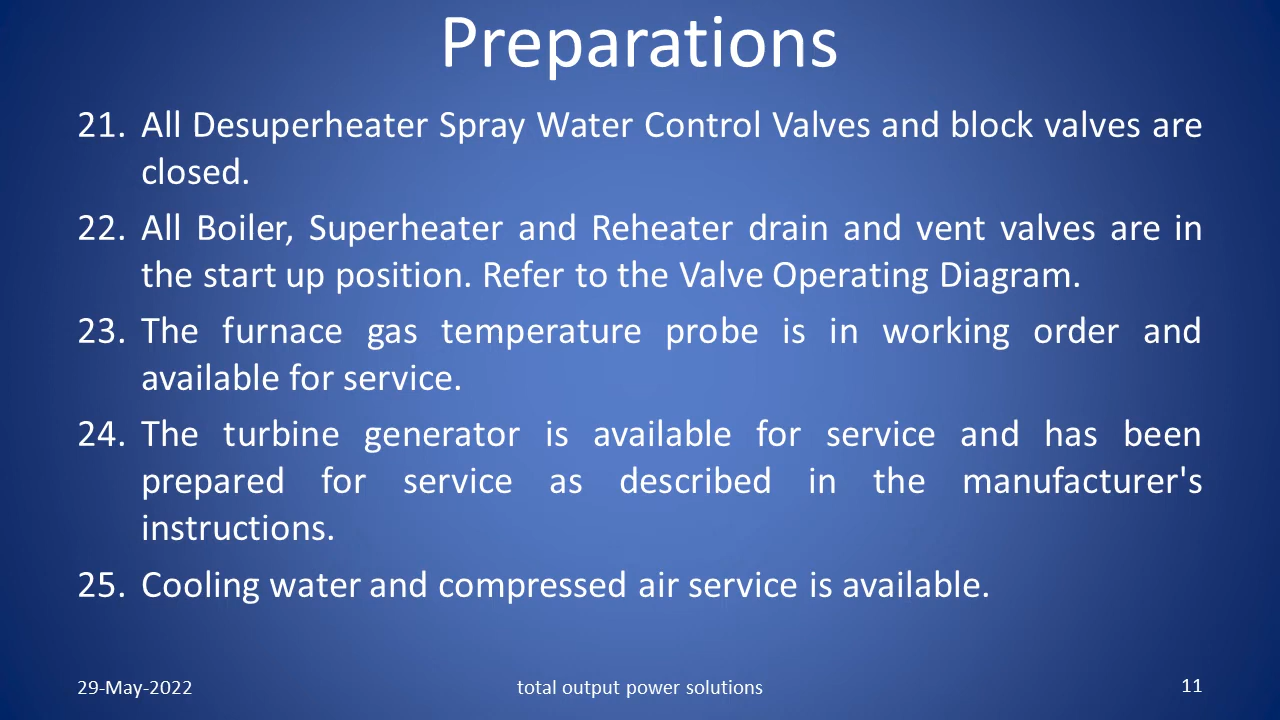 Preparations
21. All Desuperheater Spray Water Control Valves and block valves are
closed.
22. All Boiler, Superheater and Reheater drain and vent valves are in
the start up position. Refer to the Valve Operating Diagram.
23. The furnace gas temperature probe is in working order and
available for service.
24. The turbine generator is available for service and has been
prepared for service as described in the manufacturer's
instructions.
25. Cooling water and compressed air service is available.
29-May-2022 total output power solutions 11